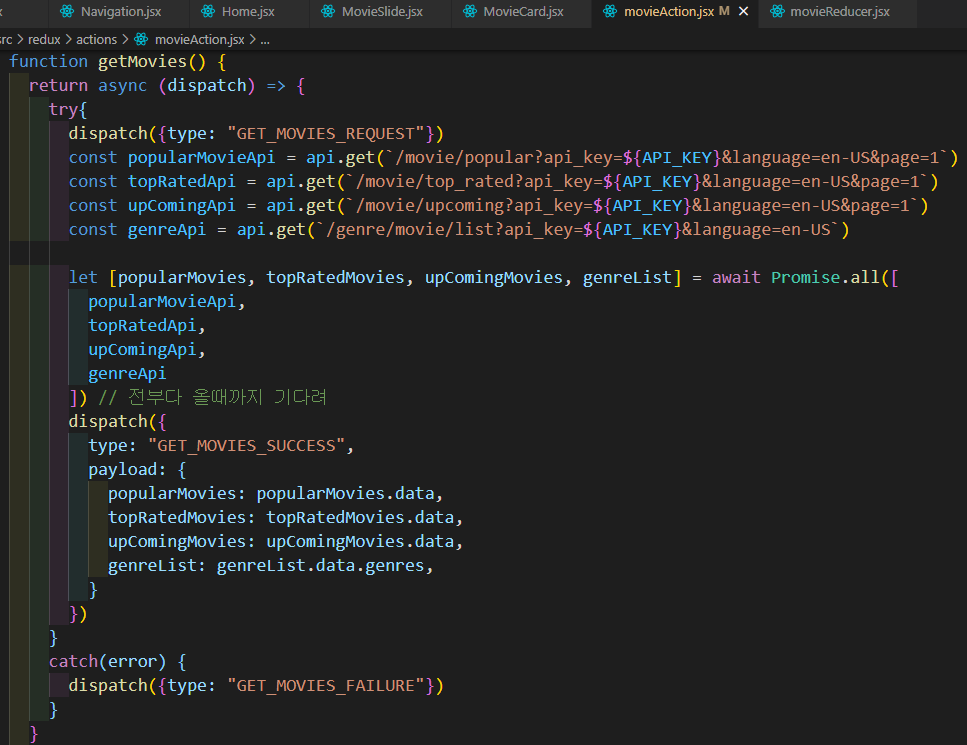 Navigation.jsx Home.jsx MovieSlide.jsx MovieCard.jsx movieAction.jsx M × movieReducer.jsx
src > redux > actions > movieAction.jsx > ...
function getMovies() {
return async (dispatch) => {
try{
dispatch({type: "GET_MOVIES_REQUEST"})
const popularMovieApi = api.get(`/movie/popular?api_key=${API_KEY}&language=en-US&page=1`)
const topRatedApi = api.get(`/movie/top_rated?api_key=${API_KEY}&language=en-US&page=1`)
const upComingApi = api.get(`/movie/upcoming?api_key=${API_KEY}&language=en-US&page=1`)
const genreApi = api.get(`/genre/movie/list?api_key=${API_KEY}&language=en-US`)
let [popularMovies, topRatedMovies, upComingMovies, genreList] = await Promise.all([
popularMovieApi,
topRatedApi,
upComingApi,
genreApi
]) // 전부다 올때까지 기다려
dispatch({
type: "GET_MOVIES_SUCCESS",
payload: {
popularMovies: popularMovies.data,
topRatedMovies: topRatedMovies.data,
upComingMovies: upComingMovies.data,
genreList: genreList.data.genres,
}
})
}
catch(error) {
dispatch({type: "GET_MOVIES_FAILURE"})
}
}